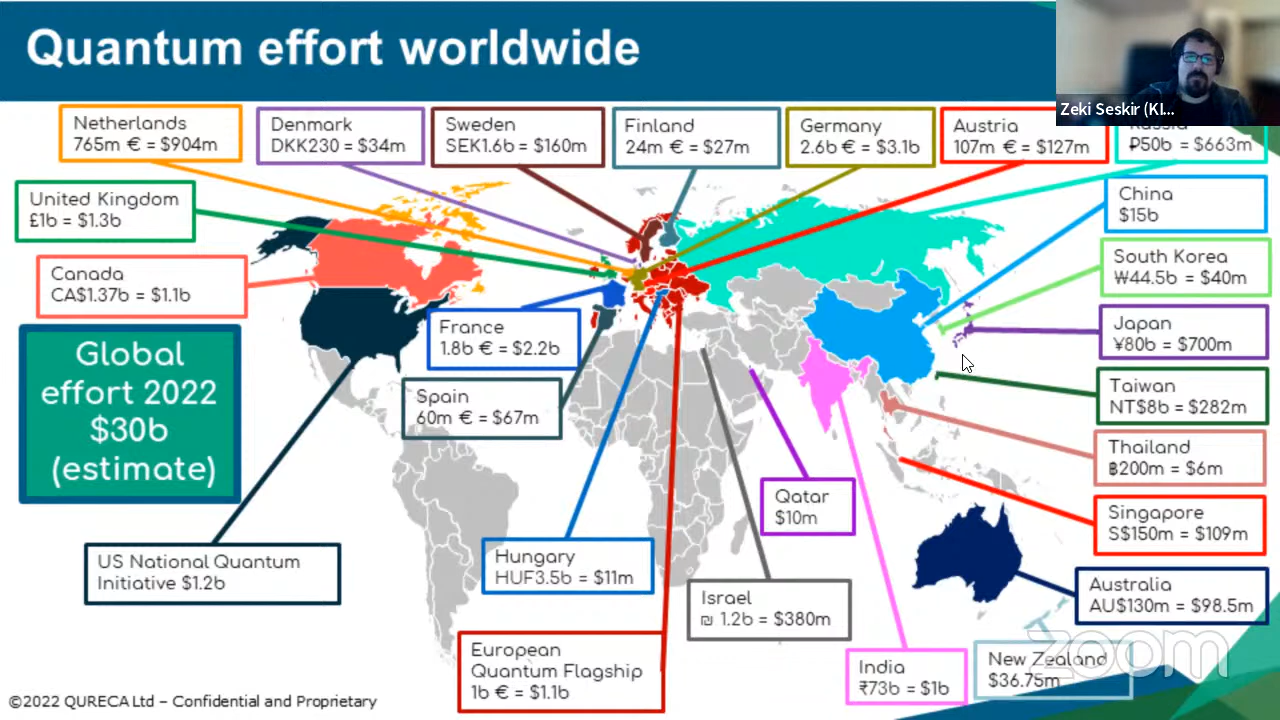 Quantum effort worldwide
Zeki Seskir (KI...
Netherlands
765m € = $904m
Denmark
DKK230 = $34m
Sweden
SEK1.6b = $160m
Finland
24m € = $27m
Germany
2.6b € = $3.1b
Austria
107m € = $127m
Russia
₽50b = $663m
United Kingdom
£1b = $1.3b
China
$15b
Canada
CA$1.37b = $1.1b
South Korea
₩44.5b = $40m
France
1.8b € = $2.2b
Japan
¥80b = $700m
Global
effort 2022
$30b
(estimate)
Spain
60m € = $67m
Taiwan
NT$8b = $282m
Thailand
฿200m = $6m
Qatar
$10m
Singapore
S$150m = $109m
US National Quantum
Initiative $1.2b
Hungary
HUF3.5b = $11m
Israel
₪ 1.2b = $380m
Australia
AU$130m = $98.5m
European
Quantum Flagship
1b € = $1.1b
India
₹73b = $1b
New Zealand
$36.75m
zoom
©2022 QURECA Ltd – Confidential and Proprietary